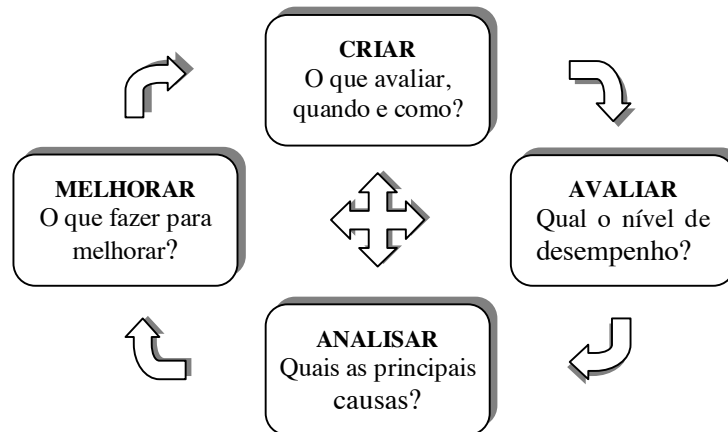 CRIAR
O que avaliar,
quando e como?
MELHORAR
O que fazer para
melhorar?
AVALIAR
Qual o nível de
desempenho?
ANALISAR
Quais as principais
causas?